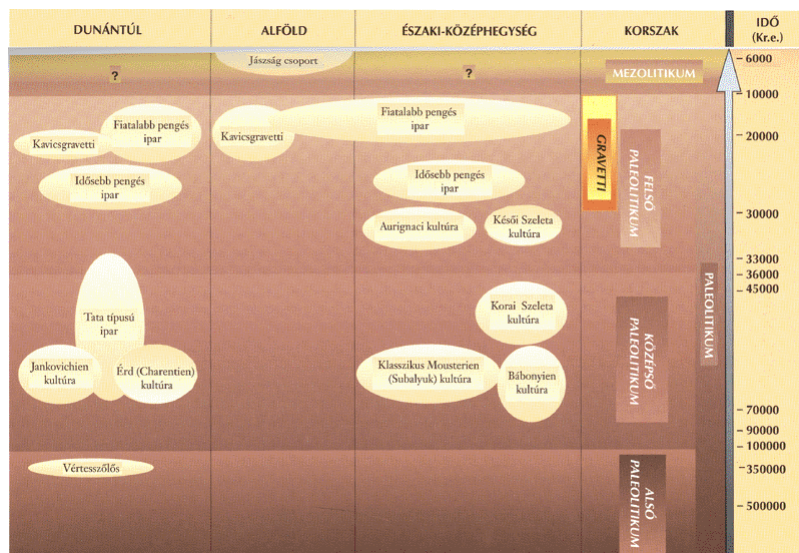 DUNÁNTÚL
ALFÖLD
ÉSZAKI-KÖZÉPHEGYSÉG
KORSZAK
IDŐ
(Kr.e.)
Jászság csoport
?
?
MEZOLITIKUM
6000
10000
Fiatalabb pengés
ipar
Kavicsgravetti
Kavicsgravetti
Fiatalabb pengés
ipar
GRAVETTI
FELSŐ
PALEOLITIKUM
20000
Idősebb pengés
ipar
Idősebb pengés
ipar
Aurignaci kultúra
Késői Szeleta
kultúra
30000
33000
36000
45000
PALEOLITIKUM
Tata típusú
ipar
Korai Szeleta
kultúra
KÖZÉPSŐ
PALEOLITIKUM
Jankovichien
kultúra
Érd (Charentien)
kultúra
Klasszikus Mousterien
(Subalyuk) kultúra
Bábonyien
kultúra
70000
90000
100000
Vértesszőlős
350000
ALSÓ
PALEOLITIKUM
500000